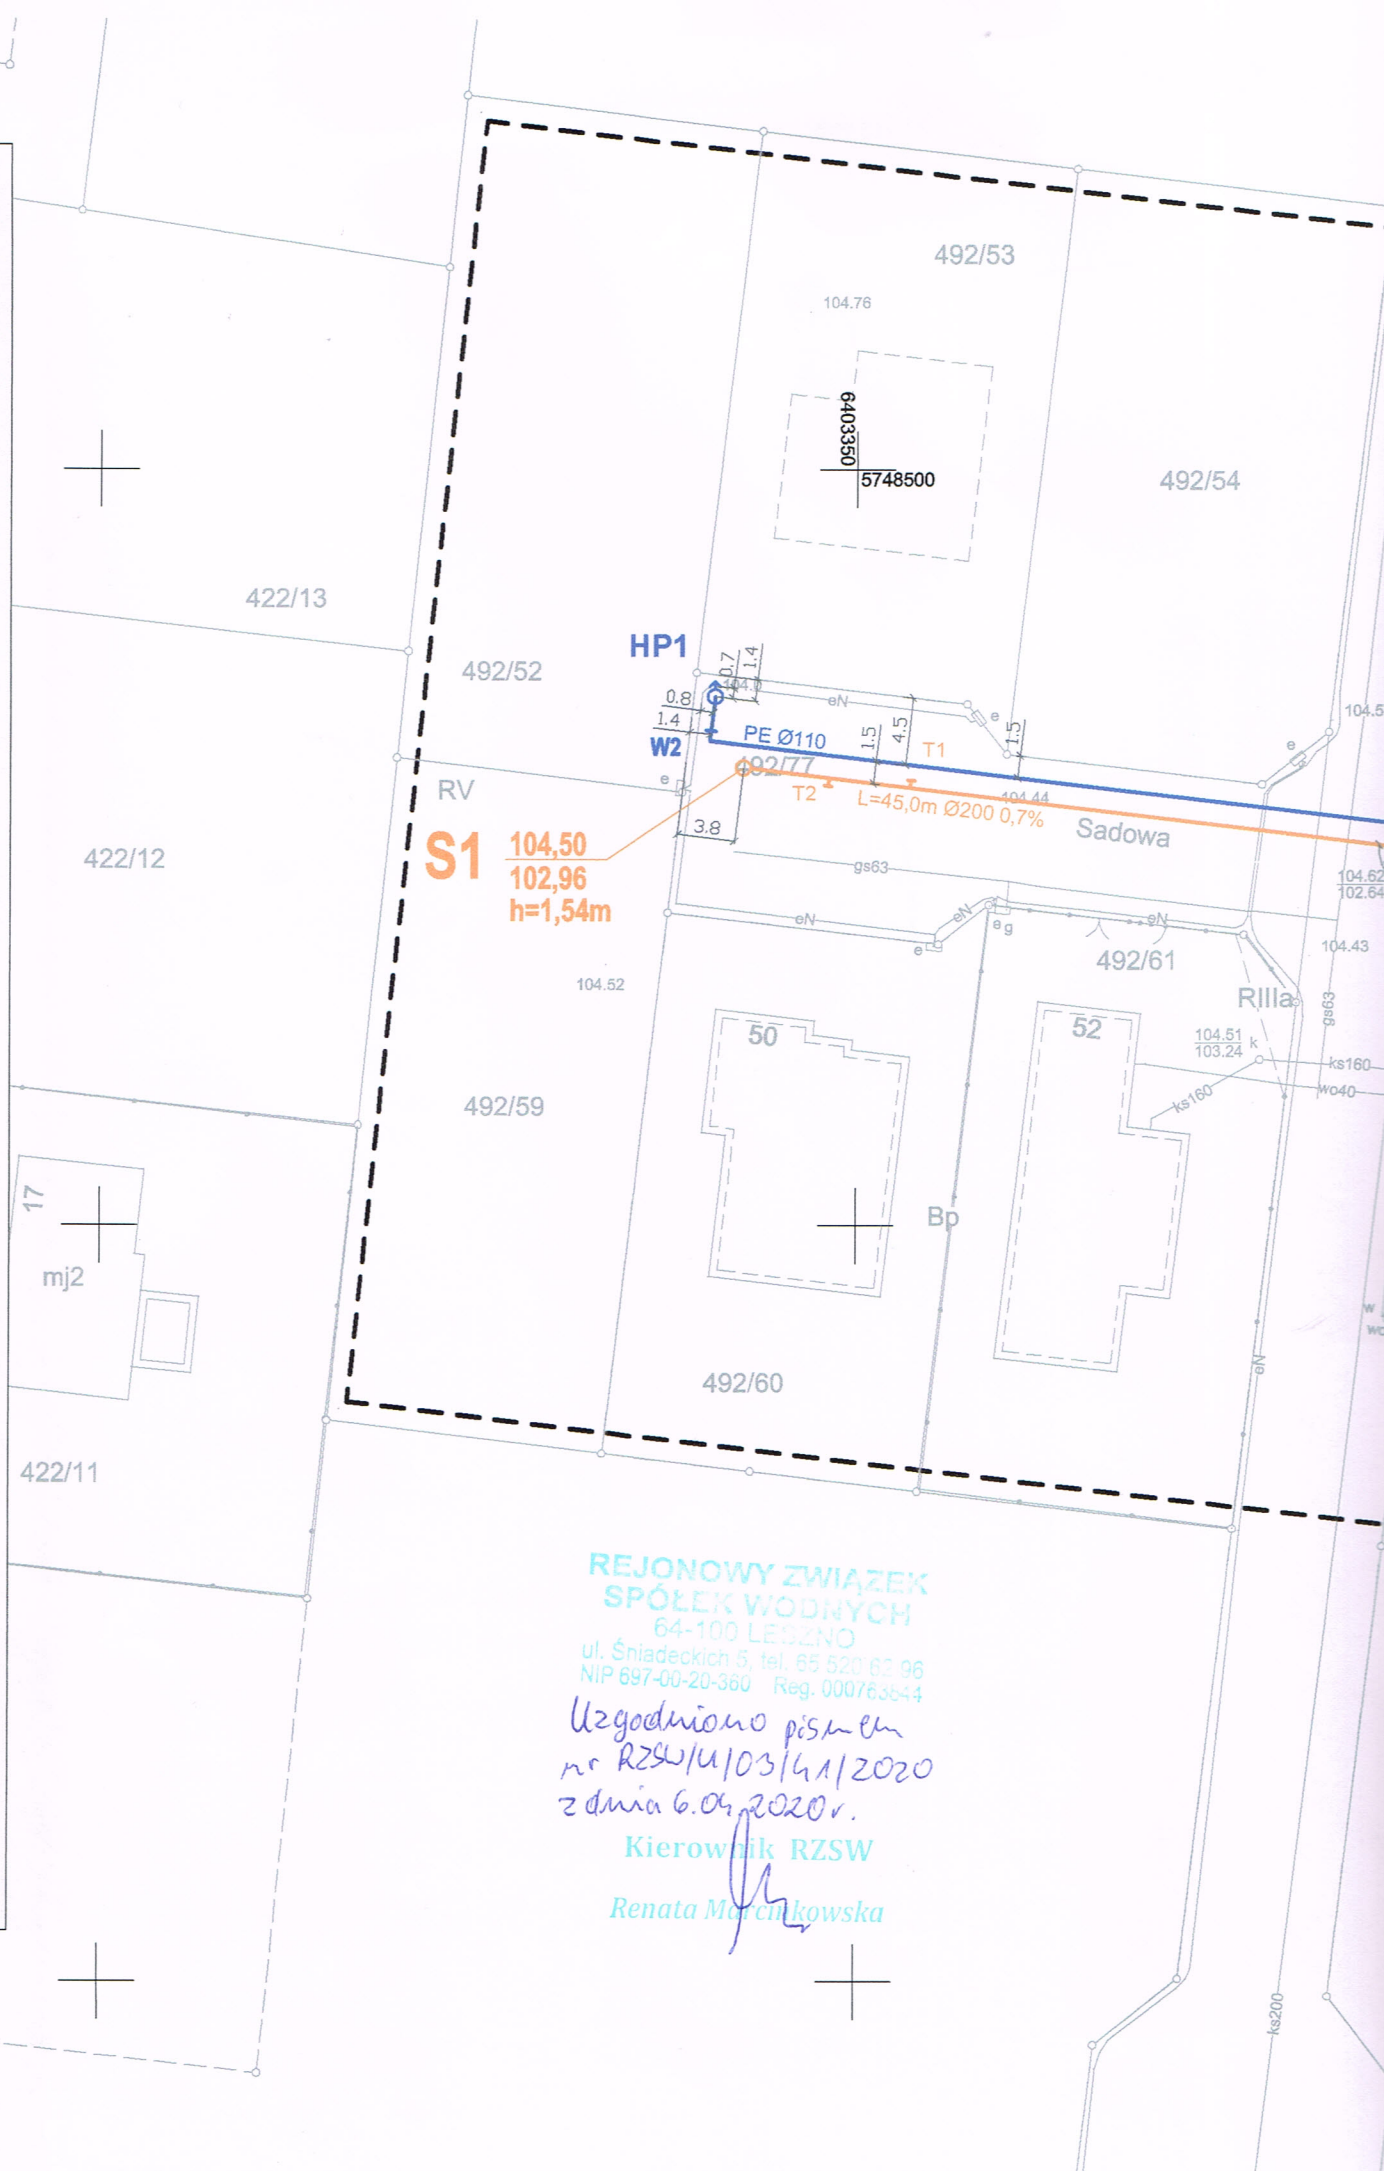 492/53
104.76
6403350
5748500
492/54
422/13
HP1
492/52
0.7
1.4
0.8
1.4
eN
e
4.5
1.5
1.5
104.5
W2
PE Ø110
T1
e
492/77
e
RV
T2
L=45,0m Ø200 0,7%
104.44
Sadowa
S1
104,50
102,96
h=1,54m
3.8
422/12
gs63
104.62
102.64
eN
eN
eN
e
e
g
492/61
104.43
104.52
RIIIa
gs63
50
52
104.51
103.24
k
ks160
wo40
ks160
492/59
17
Bp
mj2
w
eN
492/60
422/11
REJONOWY ZWIĄZEK
SPÓŁEK WODNYCH
64-100 LESZNO
ul. Śniadeckich 5, tel. 65 520 62 96
NIP 697-00-20-360 Reg. 000763544
Uzgodniono pismem
nr RZSW/U/03/41/2020
z dnia 6.04.2020r.
Kierownik RZSW
Renata Marcinkowska
ks200